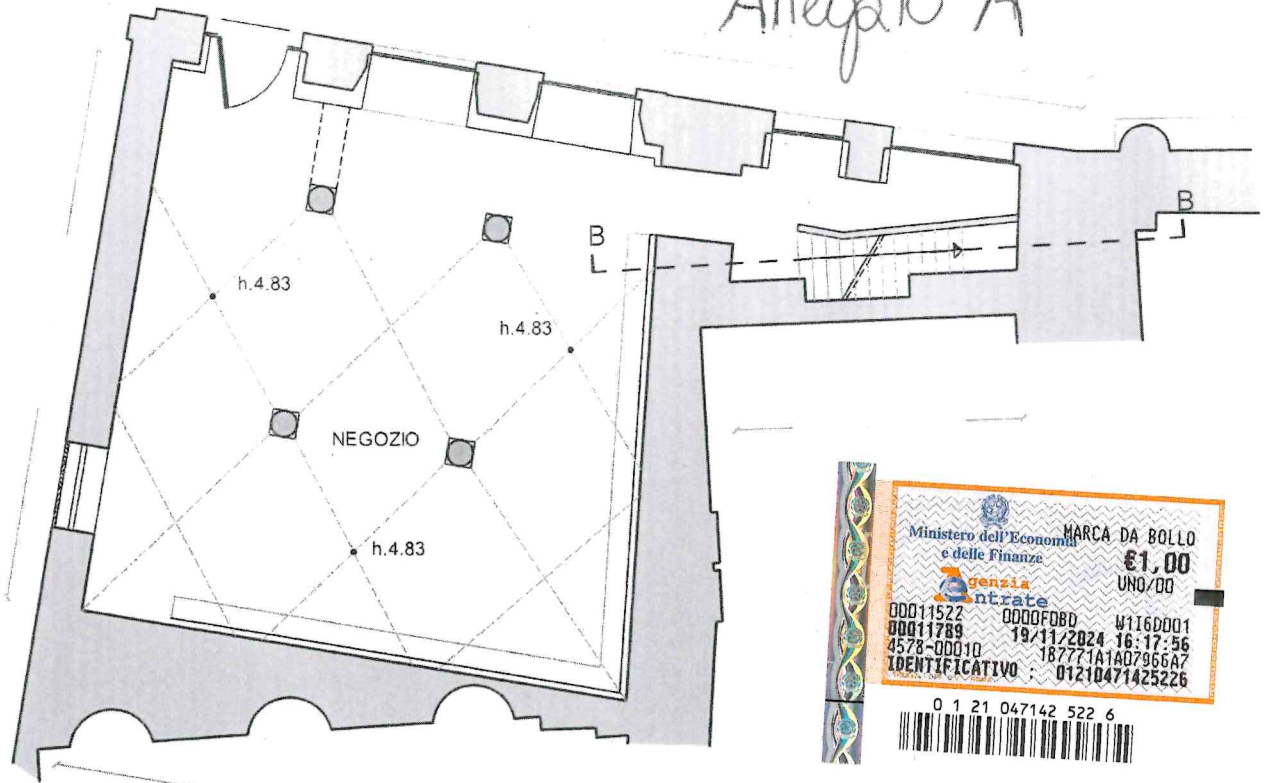 Allegato A
B
B
h.4.83
h.4.83
NEGOZIO
h.4.83
Ministero dell'Economia
e delle Finanze
MARCA DA BOLLO
€1,00
UNO/00
genzia
ntrate
00011522 0000F0BD W1I6D001
00011789 19/11/2024 16:17:56
4578-00010 187771A1A07966A7
IDENTIFICATIVO : 01210471425226
0 1 21 047142 522 6